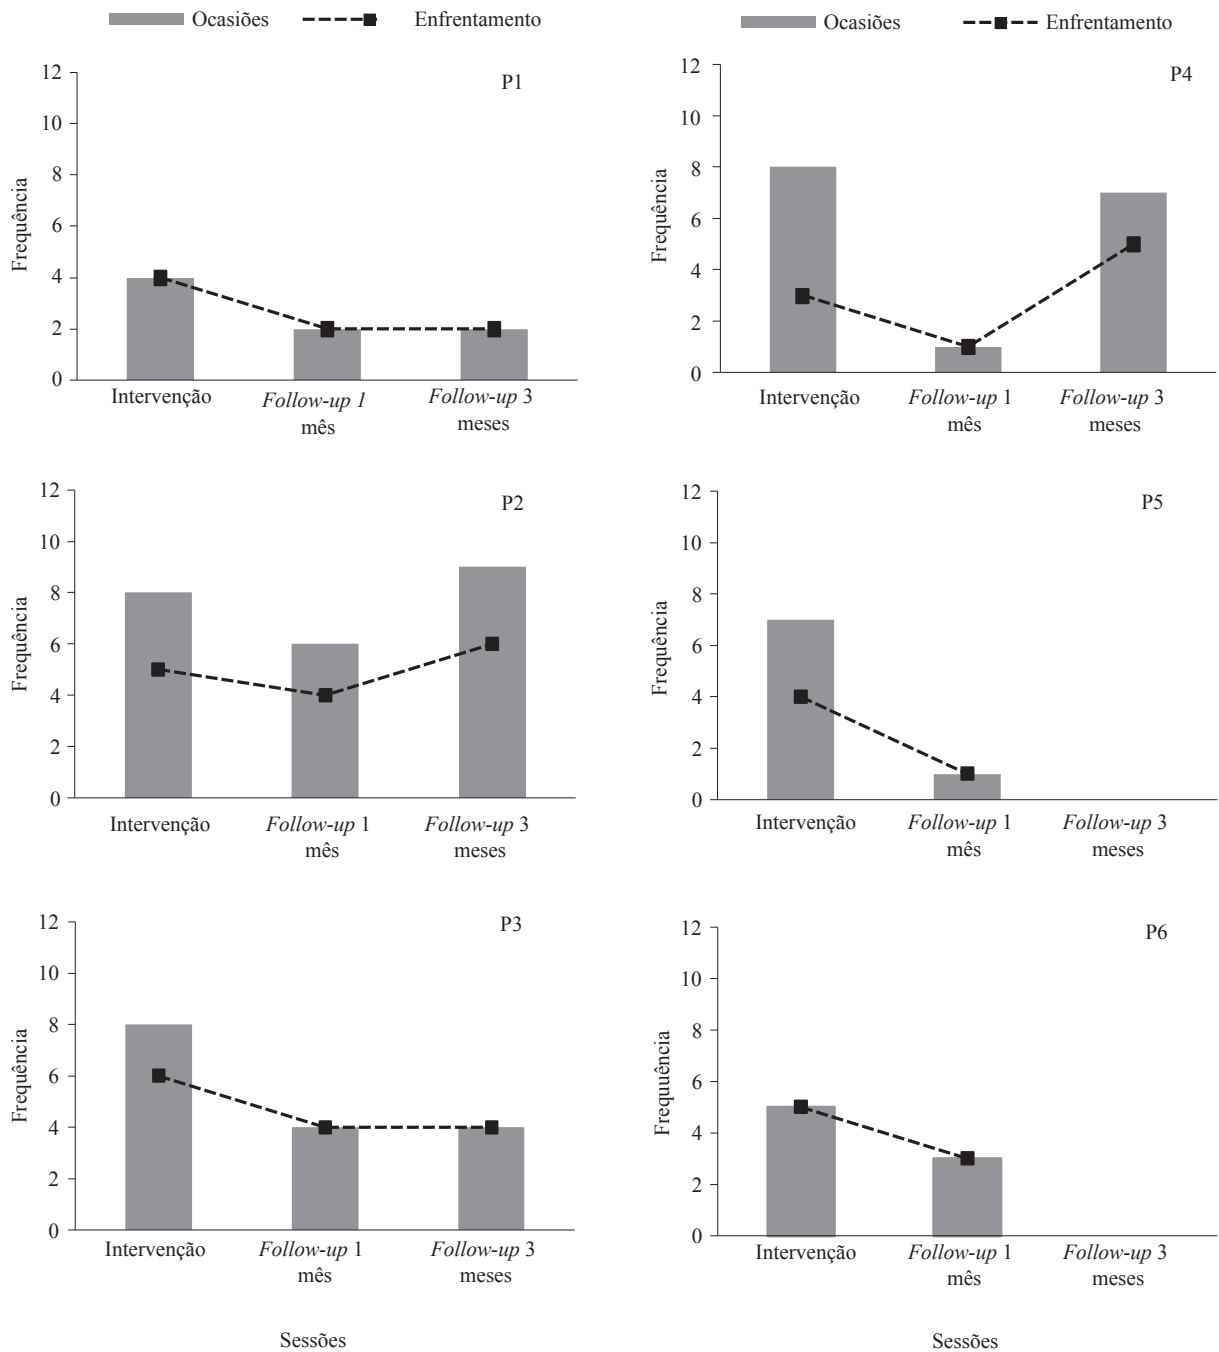 Ocasiões Enfrentamento
12
10
8
6
4
2
0
Frequência
P1
Intervenção Follow-up 1 Follow-up 3
mês meses
12
10
8
6
4
2
0
Frequência
P2
Intervenção Follow-up 1 Follow-up 3
mês meses
12
10
8
6
4
2
0
Frequência
P3
Intervenção Follow-up 1 Follow-up 3
mês meses
Sessões
Ocasiões Enfrentamento
12
10
8
6
4
2
0
Frequência
P4
Intervenção Follow-up 1 Follow-up 3
mês meses
12
10
8
6
4
2
0
Frequência
P5
Intervenção Follow-up 1 Follow-up 3
mês meses
12
10
8
6
4
2
0
Frequuência
P6
Intervenção Follow-up 1 Follow-up 3
mês meses
Sessões